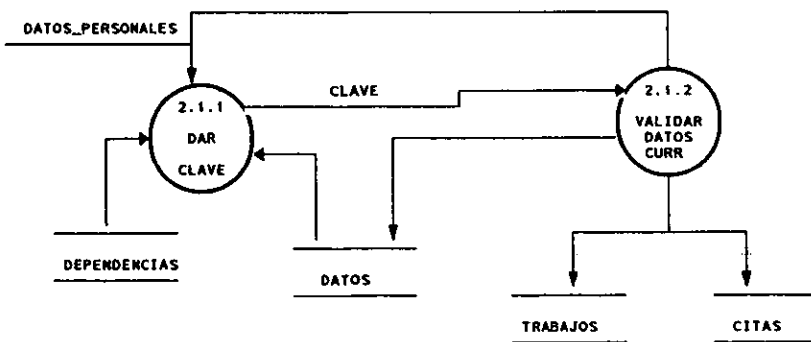 DATOS_PERSONALES
CLAVE
2.1.1
DAR
CLAVE
2.1.2
VALIDAR
DATOS
CURR
DEPENDENCIAS
DATOS
TRABAJOS
CITAS